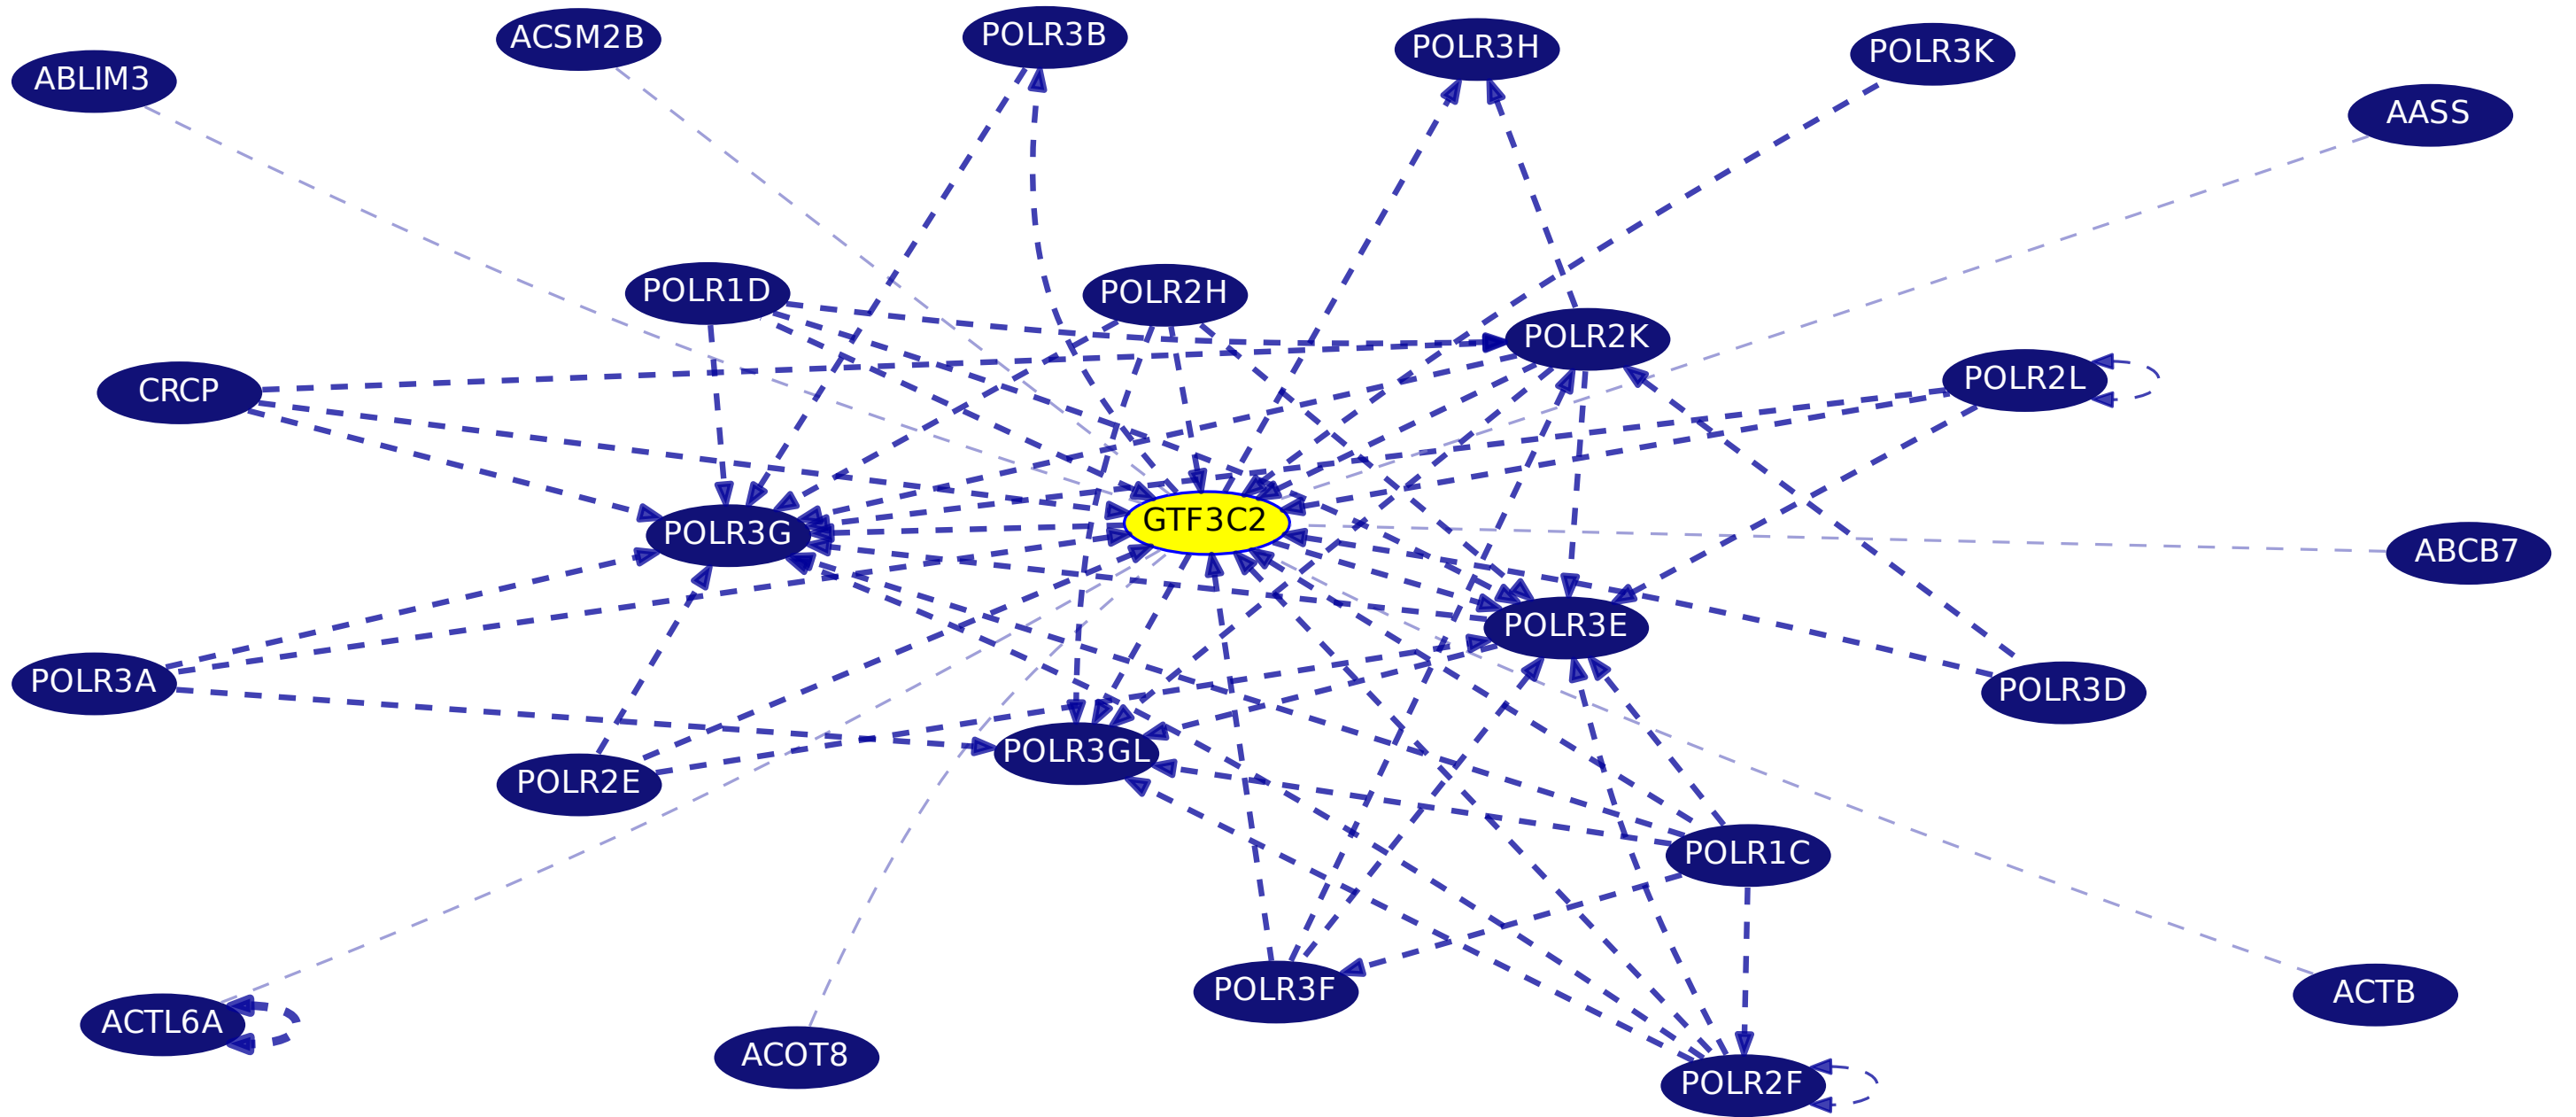 ABLIM3
ACSM2B
POLR3B
POLR3H
POLR3K
AASS
POLR1D
POLR2H
POLR2K
POLR2L
CRCP
POLR3G
GTF3C2
ABCB7
POLR3E
POLR3A
POLR3D
POLR3GL
POLR2E
POLR1C
POLR3F
ACTB
ACTL6A
ACOT8
POLR2F